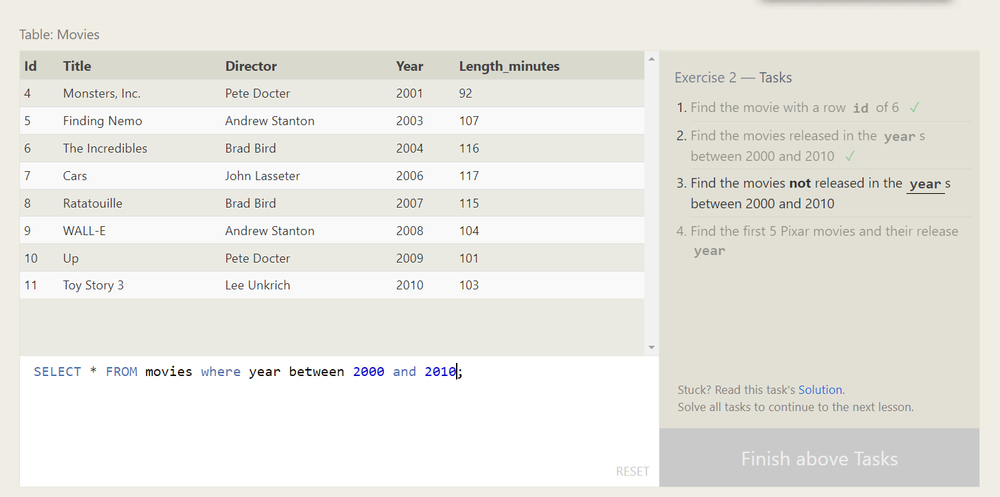 Table: Movies
Id Title Director Year Length_minutes
4 Monsters, Inc. Pete Docter 2001 92
5 Finding Nemo Andrew Stanton 2003 107
6 The Incredibles Brad Bird 2004 116
7 Cars John Lasseter 2006 117
8 Ratatouille Brad Bird 2007 115
9 WALL-E Andrew Stanton 2008 104
10 Up Pete Docter 2009 101
11 Toy Story 3 Lee Unkrich 2010 103
SELECT * FROM movies where year between 2000 and 2010;
RESET
Exercise 2 — Tasks
1. Find the movie with a row id of 6 ✓
2. Find the movies released in the year s
between 2000 and 2010 ✓
3. Find the movies not released in the year s
between 2000 and 2010
4. Find the first 5 Pixar movies and their release
year
Stuck? Read this task's Solution.
Solve all tasks to continue to the next lesson.
Finish above Tasks